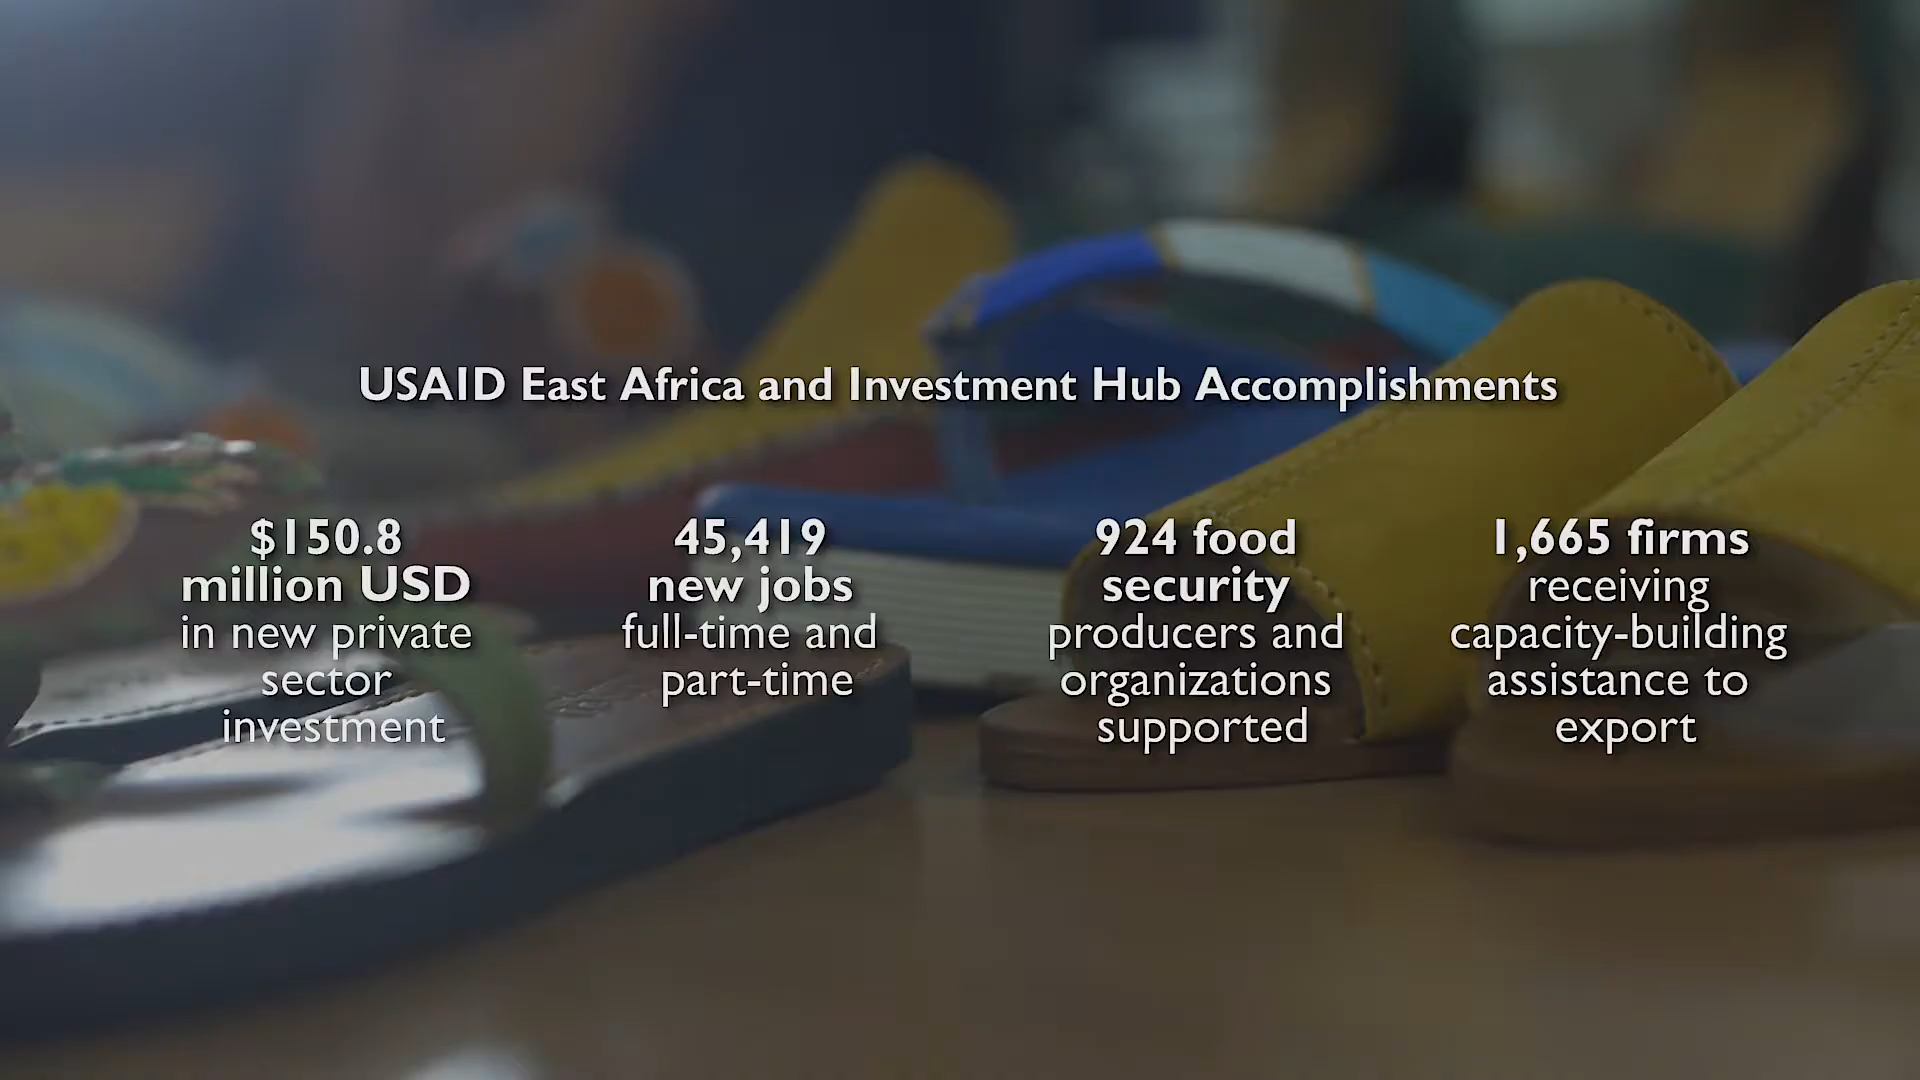 USAID East Africa and Investment Hub Accomplishments
$150.8
million USD
in new private
sector
investment
45,419
new jobs
full-time and
part-time
924 food
security
producers and
organizations
supported
1,665 firms
receiving
capacity-building
assistance to
export